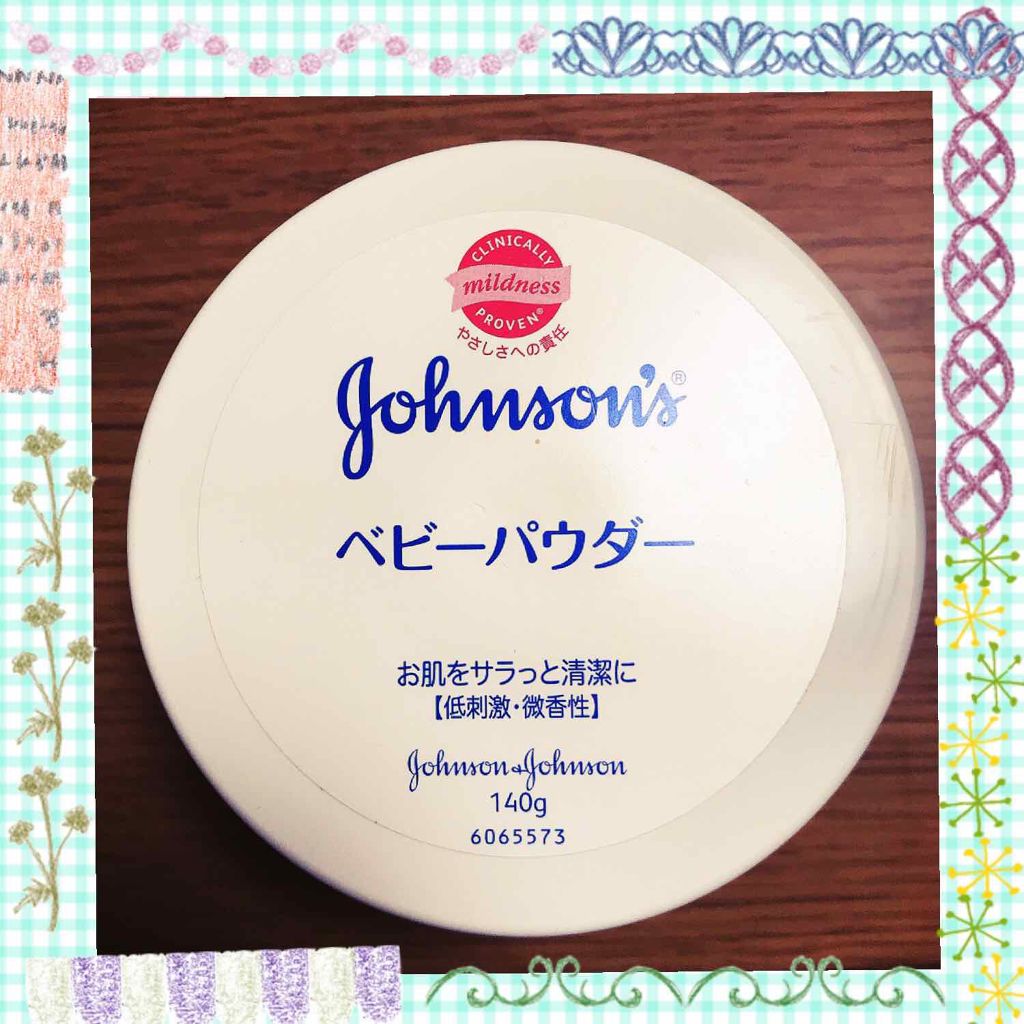 CLINICALLY
mildness
PROVEN®
やさしさへの責任
Johnson's®
ベビーパウダー
お肌をサラっと清潔に
【低刺激・微香性】
Johnson & Johnson
140g
6065573